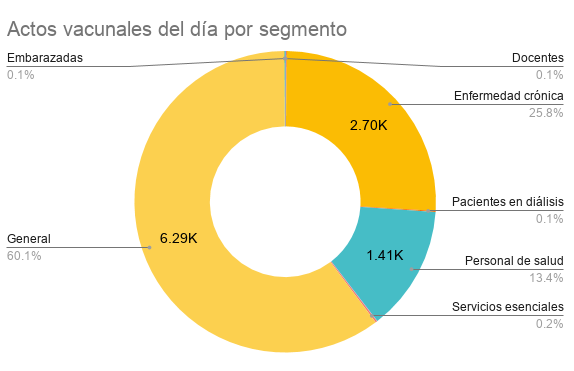 Actos vacunales del día por segmento
Embarazadas
0.1%
Docentes
0.1%
Enfermedad crónica
25.8%
2.70K
Pacientes en diálisis
0.1%
General
60.1%
6.29K
1.41K
Personal de salud
13.4%
Servicios esenciales
0.2%